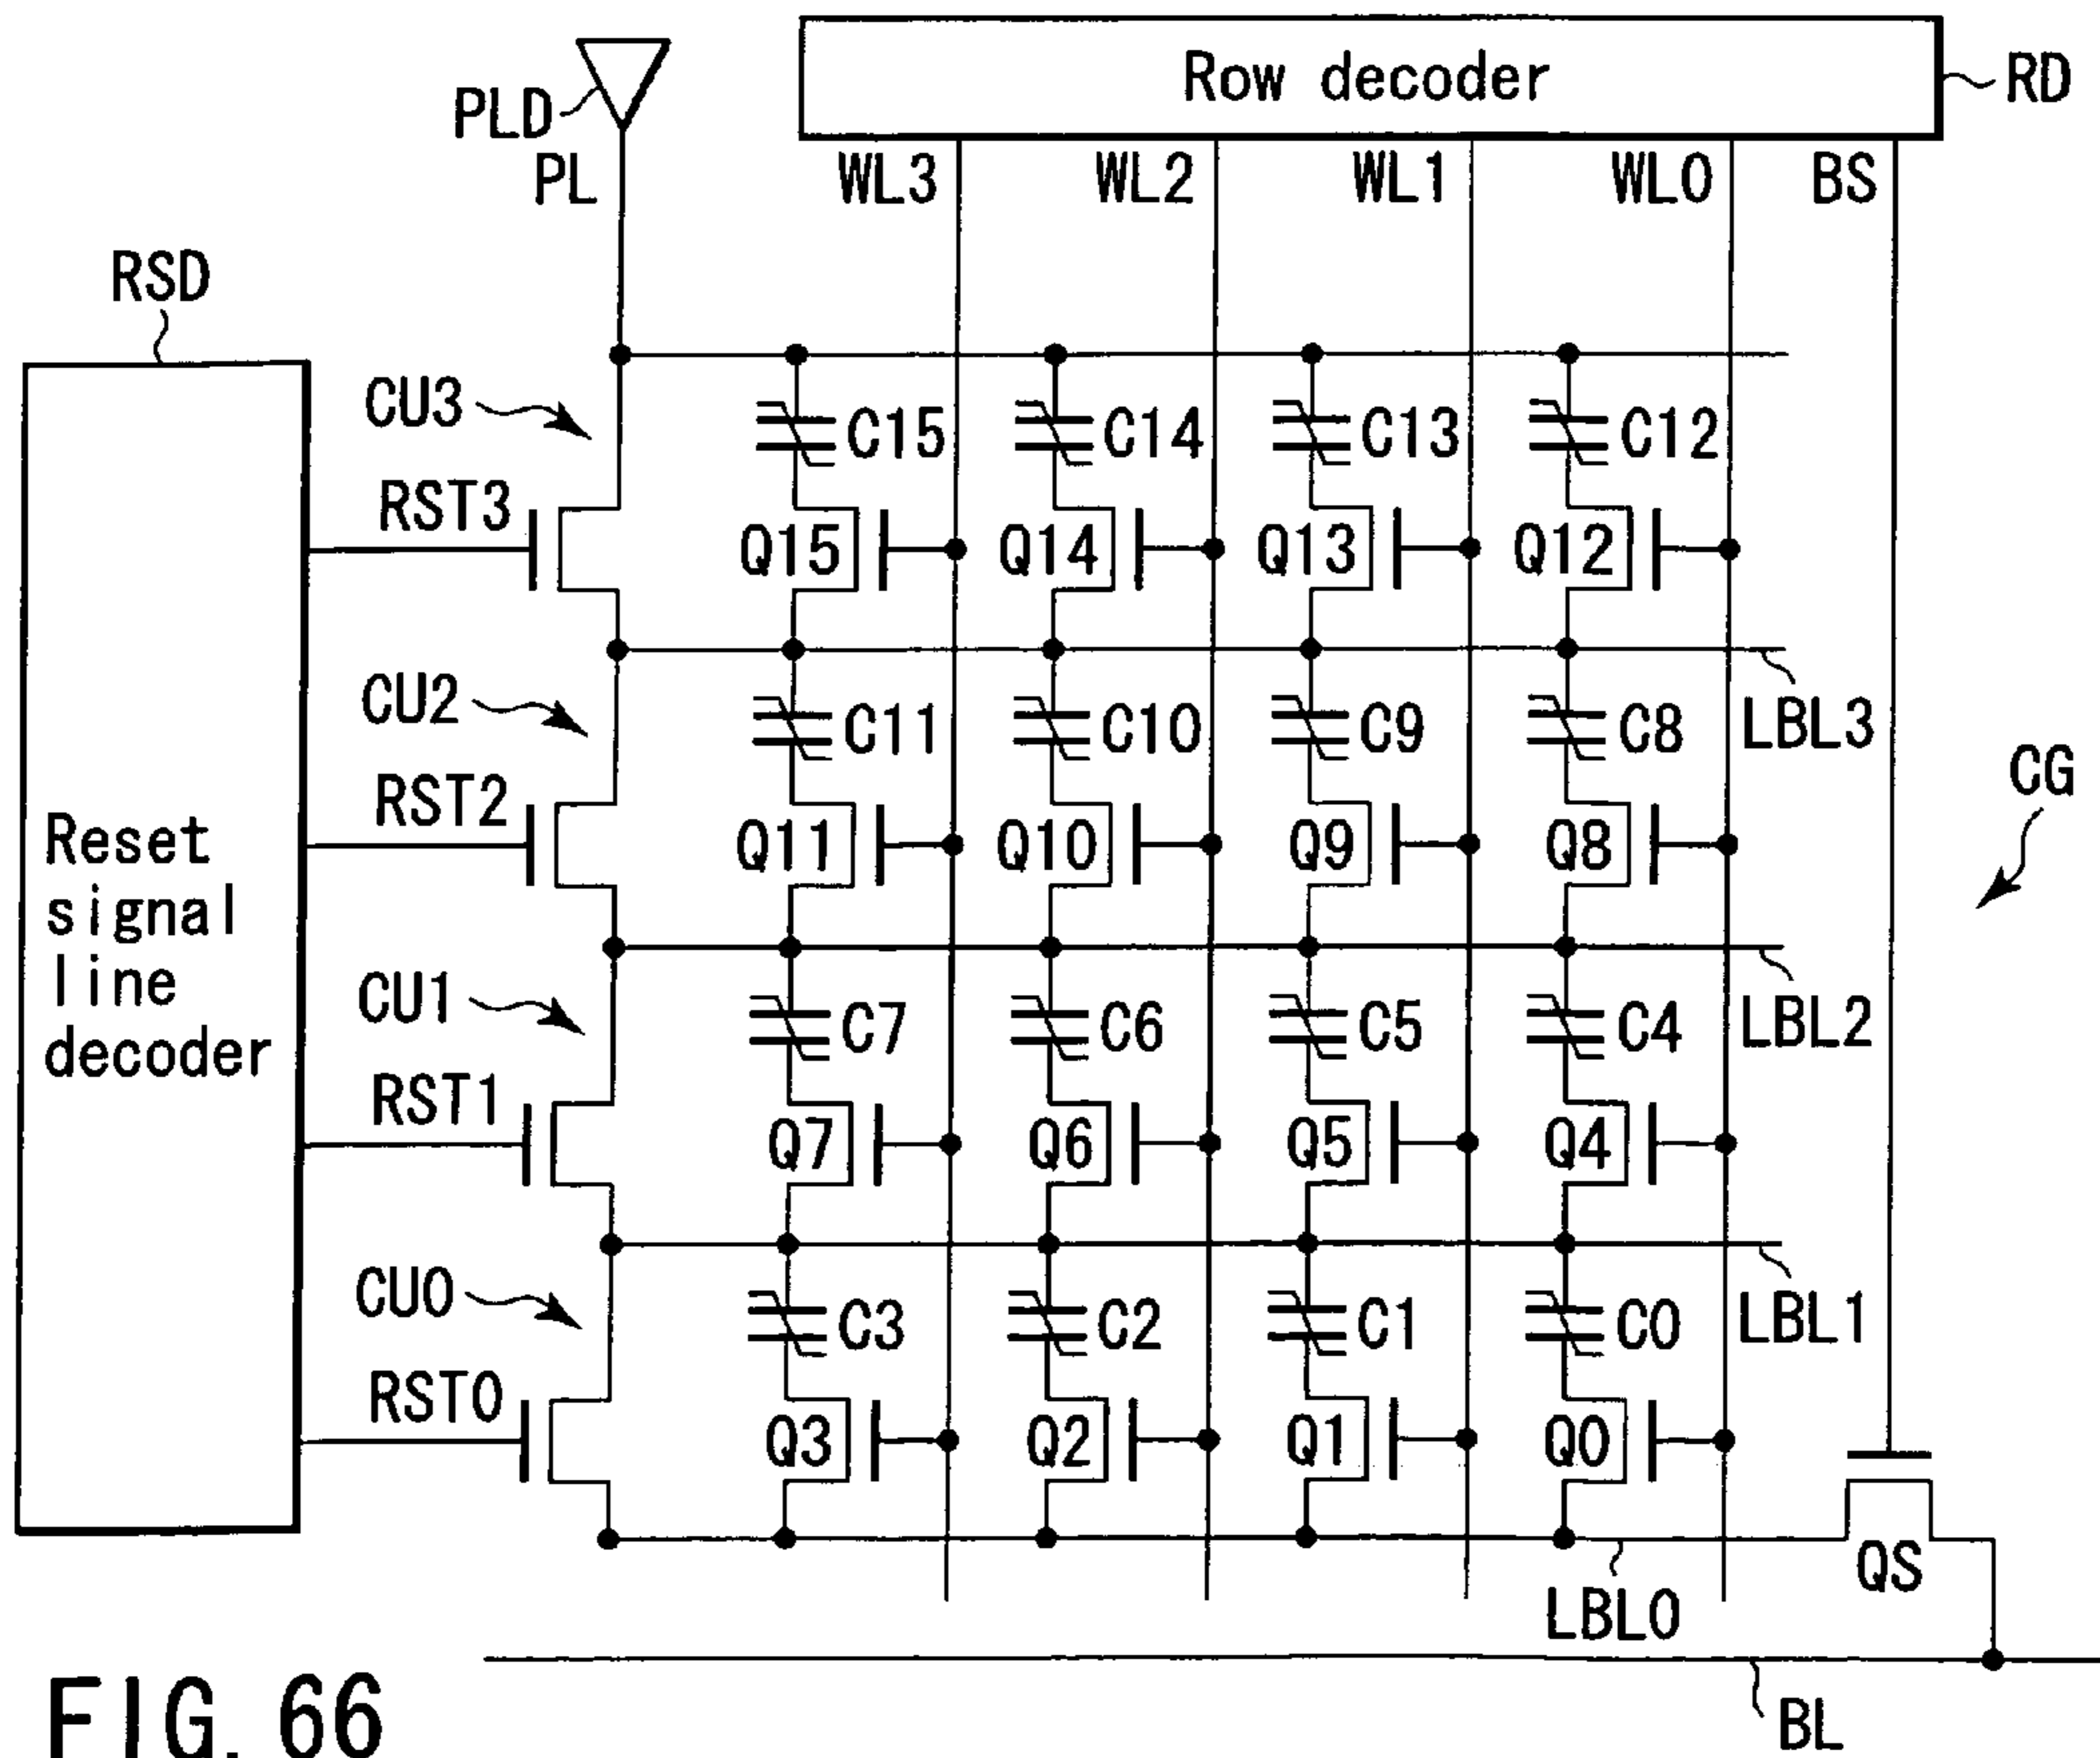 Row decoder
RD
PLD
PL
WL3
WL2
WL1
WL0
BS
RSD
CU3
C15
C14
C13
C12
RST3
Q15
Q14
Q13
Q12
CU2
C11
C10
C9
C8
LBL3
CG
RST2
Q11
Q10
Q9
Q8
Reset
signal
line
decoder
CU1
C7
C6
C5
C4
LBL2
RST1
Q7
Q6
Q5
Q4
CU0
C3
C2
C1
C0
LBL1
RST0
Q3
Q2
Q1
Q0
QS
LBL0
BL
FIG. 66